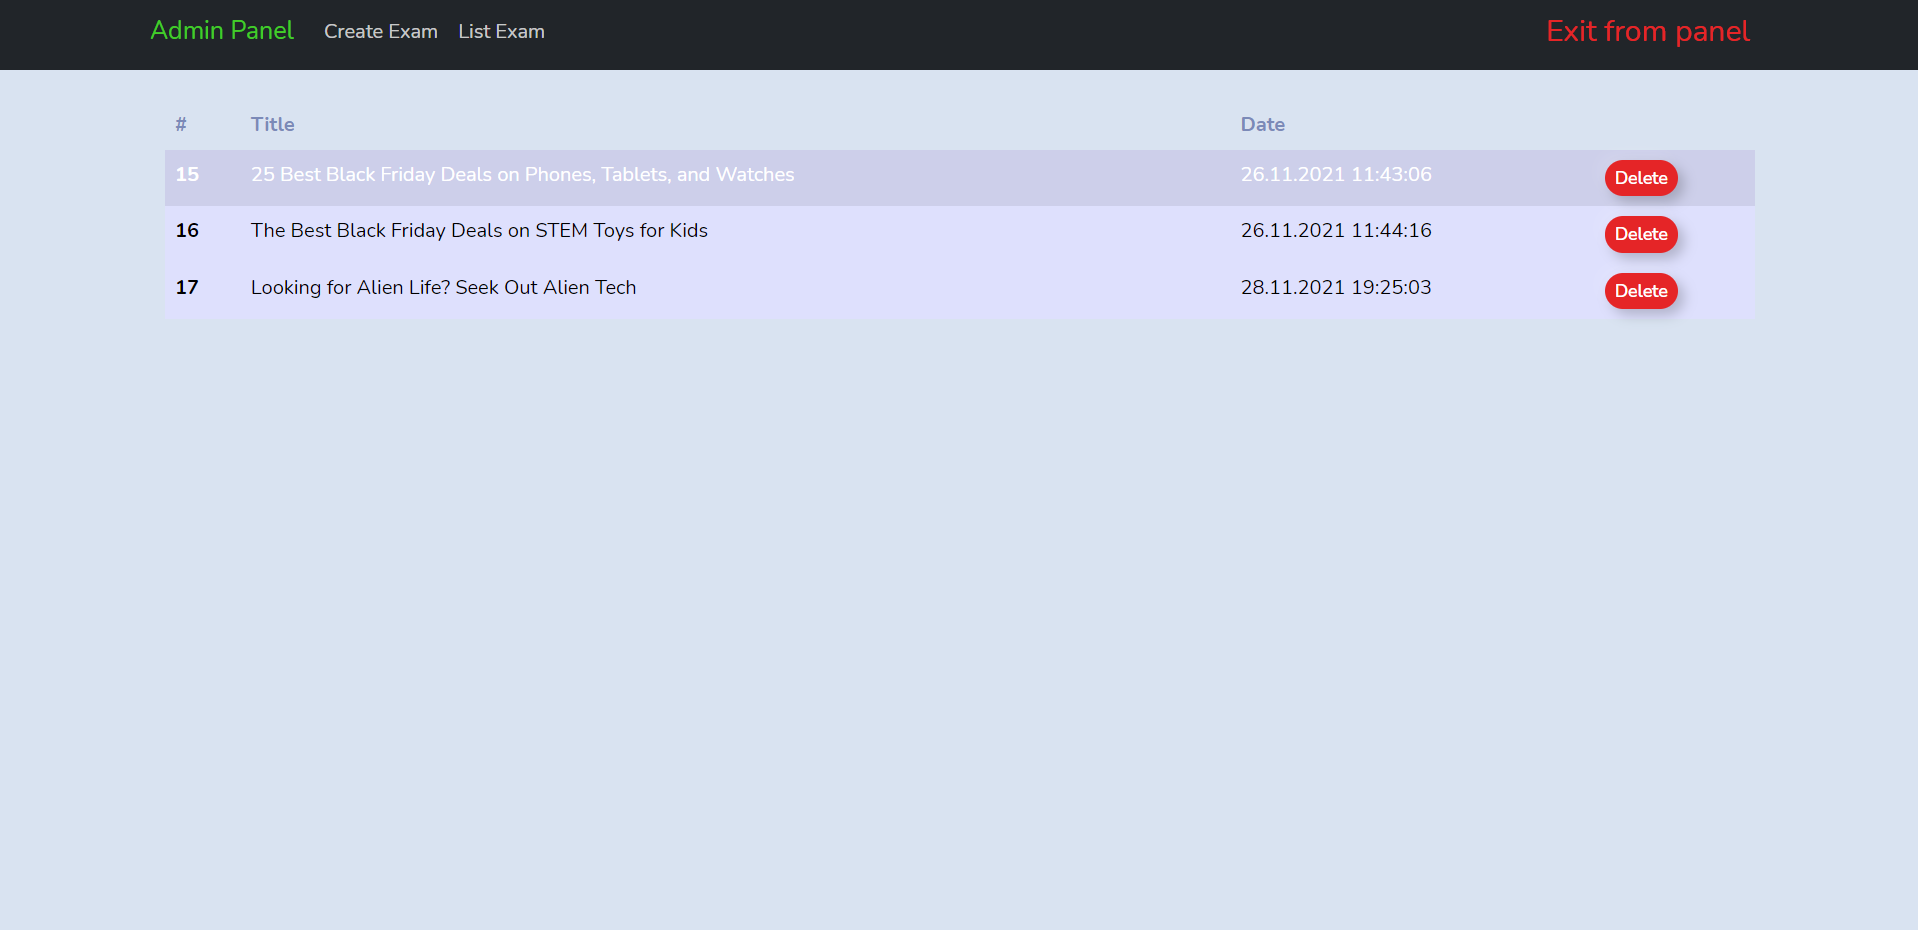 Admin Panel Create Exam List Exam Exit from panel
# Title Date
15 25 Best Black Friday Deals on Phones, Tablets, and Watches 26.11.2021 11:43:06 Delete
16 The Best Black Friday Deals on STEM Toys for Kids 26.11.2021 11:44:16 Delete
17 Looking for Alien Life? Seek Out Alien Tech 28.11.2021 19:25:03 Delete